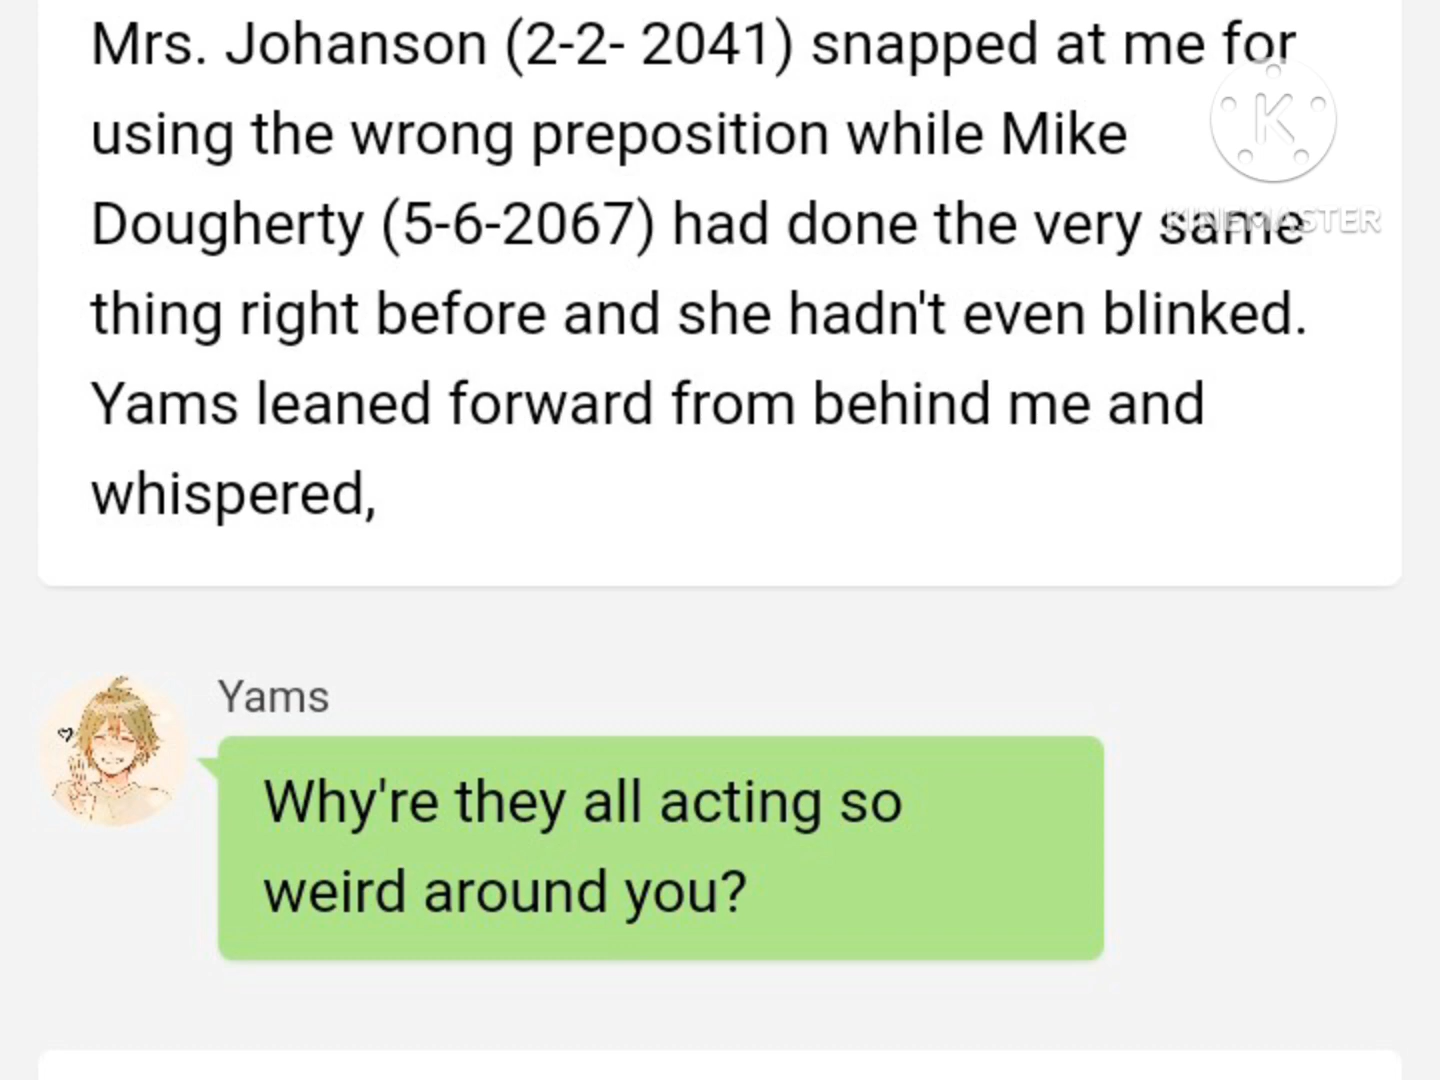 Mrs. Johanson (2-2- 2041) snapped at me for
using the wrong preposition while Mike
Dougherty (5-6-2067) had done the very same
thing right before and she hadn't even blinked.
Yams leaned forward from behind me and
whispered,
K
KINEMASTER
Yams
Why're they all acting so
weird around you?